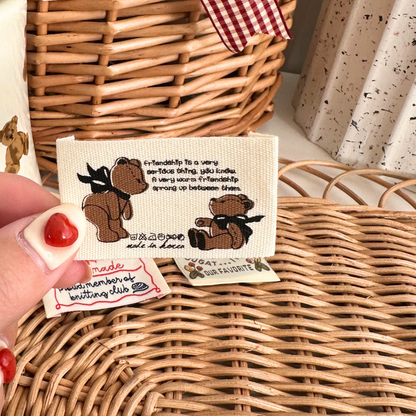 friendship is a very
serious thing, you know.
A very warm friendship
sprang up between them.
made in korea
made
proud member of
knitting club
OUR FAVORITE